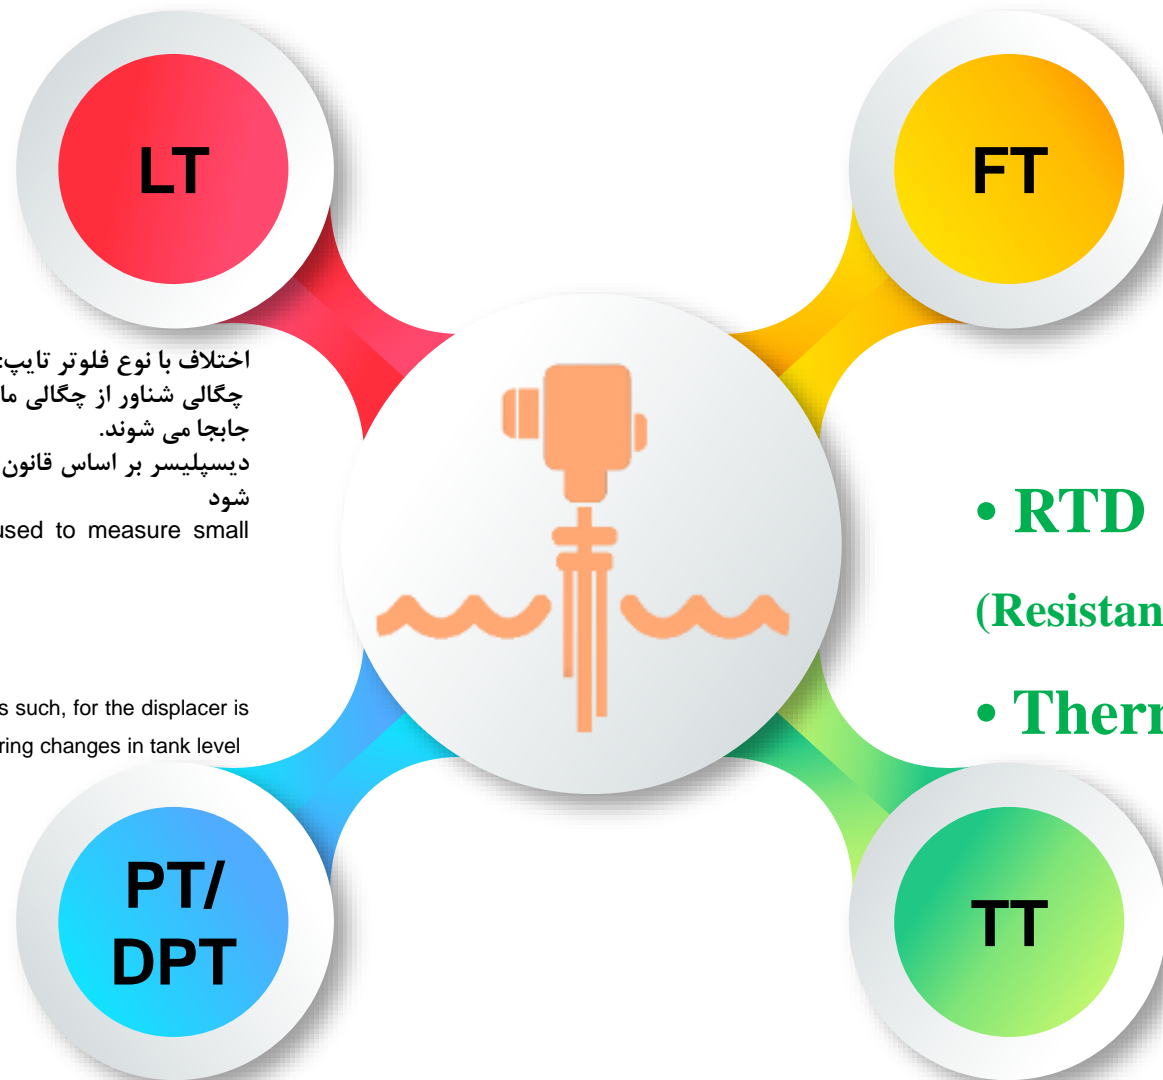 LT
FT
اختلاف با نوع فلوتر تایپ:
چگالی شناور از چگالی ما
جابجا می شوند.
دیسپلیسر بر اساس قانون
شود
used to measure small
s such, for the displacer is
ring changes in tank level
• RTD
(Resistan
• Ther
PT/
DPT
TT